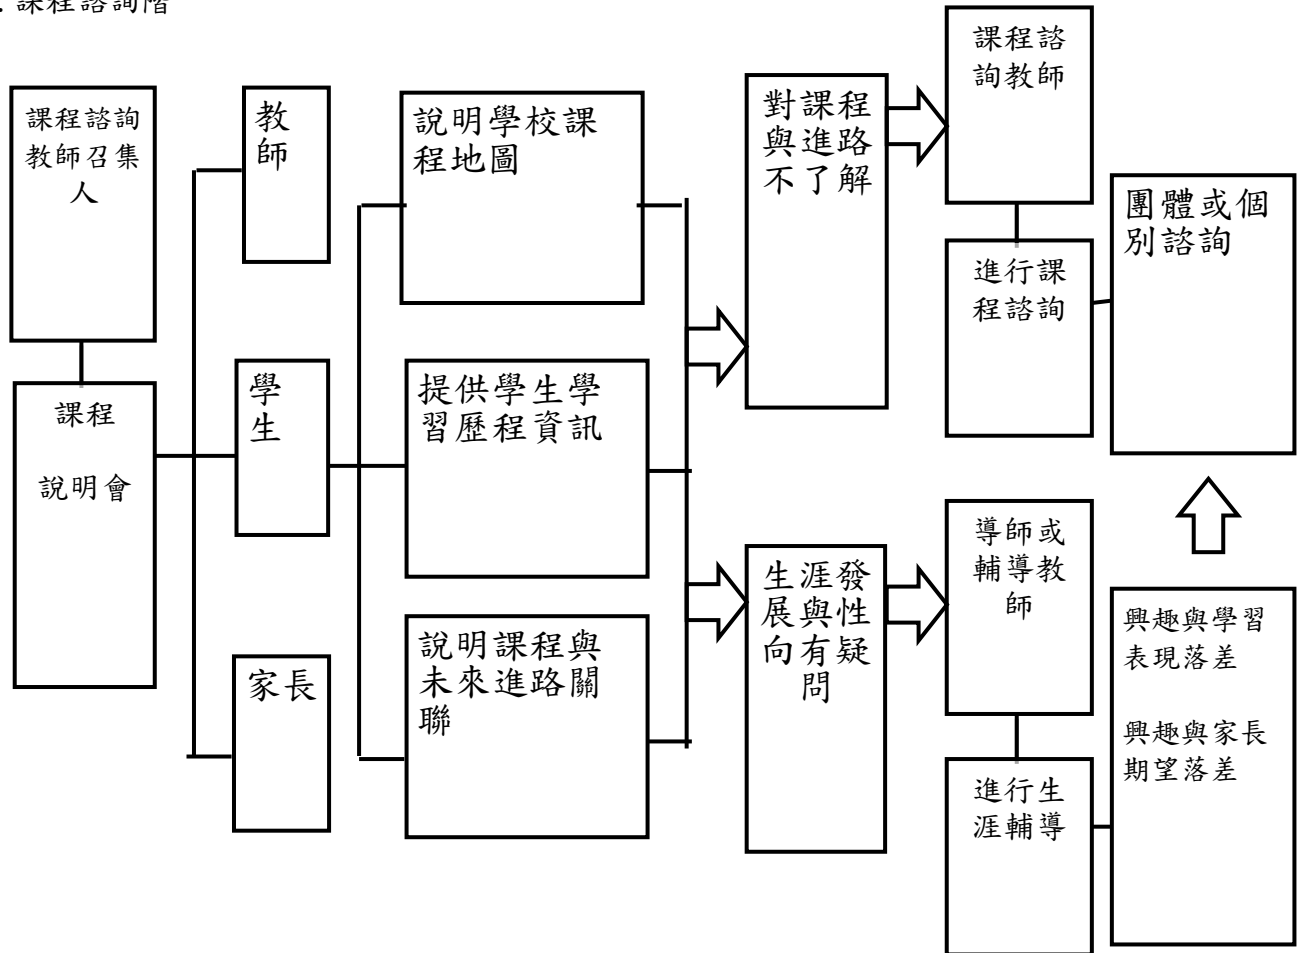 . 課程諮詢階
課程諮詢
教師召集
人
課程
說明會
教
師
學
生
家長
說明學校課
程地圖
提供學生學
習歷程資訊
說明課程與
未來進路關
聯
對課程
與進路
不了解
生涯發
展與性
向有疑
問
課程諮
詢教師
進行課
程諮詢
團體或個
別諮詢
導師或
輔導教
師
進行生
涯輔導
興趣與學習
表現落差
興趣與家長
期望落差